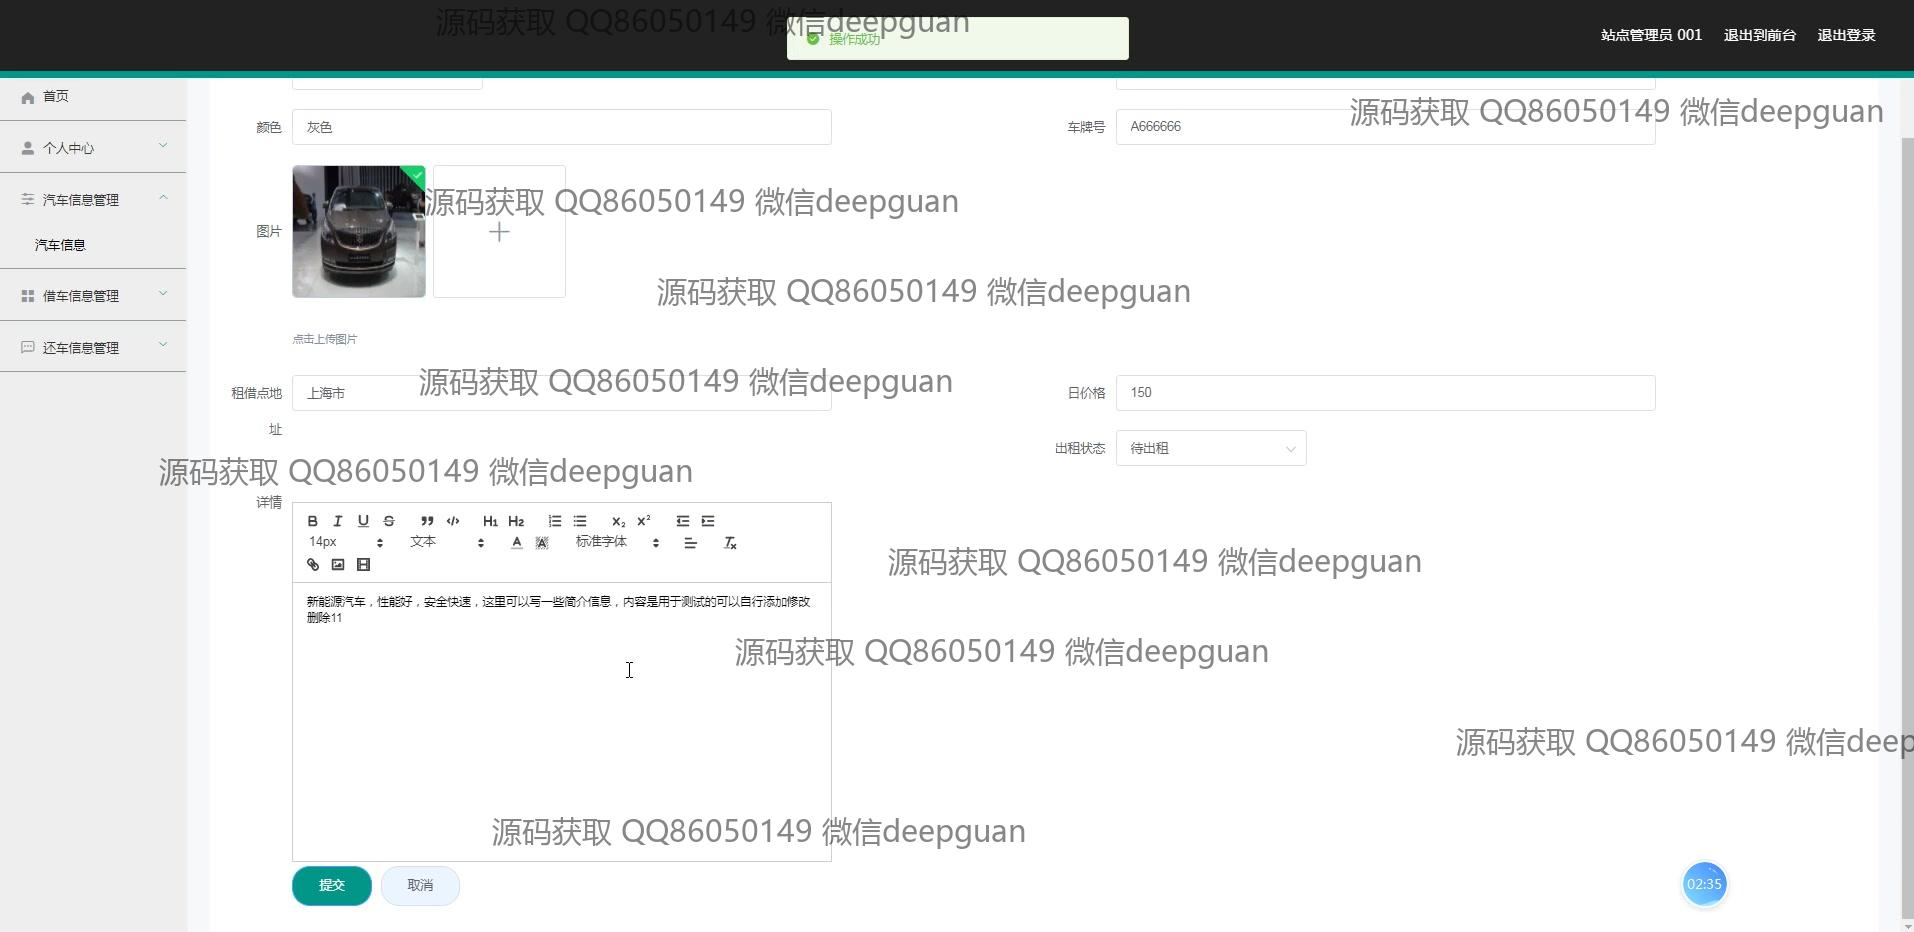 源码获取 QQ86050149 微信deepguan
操作成功
站点管理员 001
退出到前台
退出登录
首页
个人中心
汽车信息管理
汽车信息
借车信息管理
还车信息管理
颜色
灰色
车牌号
A666666
源码获取 QQ86050149 微信deepguan
图片
源码获取 QQ86050149 微信deepguan
源码获取 QQ86050149 微信deepguan
点击上传图片
租借点地
址
上海市
源码获取 QQ86050149 微信deepguan
日价格
150
出租状态
待出租
源码获取 QQ86050149 微信deepguan
详情
B I U S H1 H2 X2 X2
14px 文本 A A 标准字体 Tx
源码获取 QQ86050149 微信deepguan
新能源汽车，性能好，安全快速，这里可以写一些简介信息，内容是用于测试的可以自行添加修改
删除11
源码获取 QQ86050149 微信deepguan
源码获取 QQ86050149 微信deep
源码获取 QQ86050149 微信deepguan
提交
取消
02:35